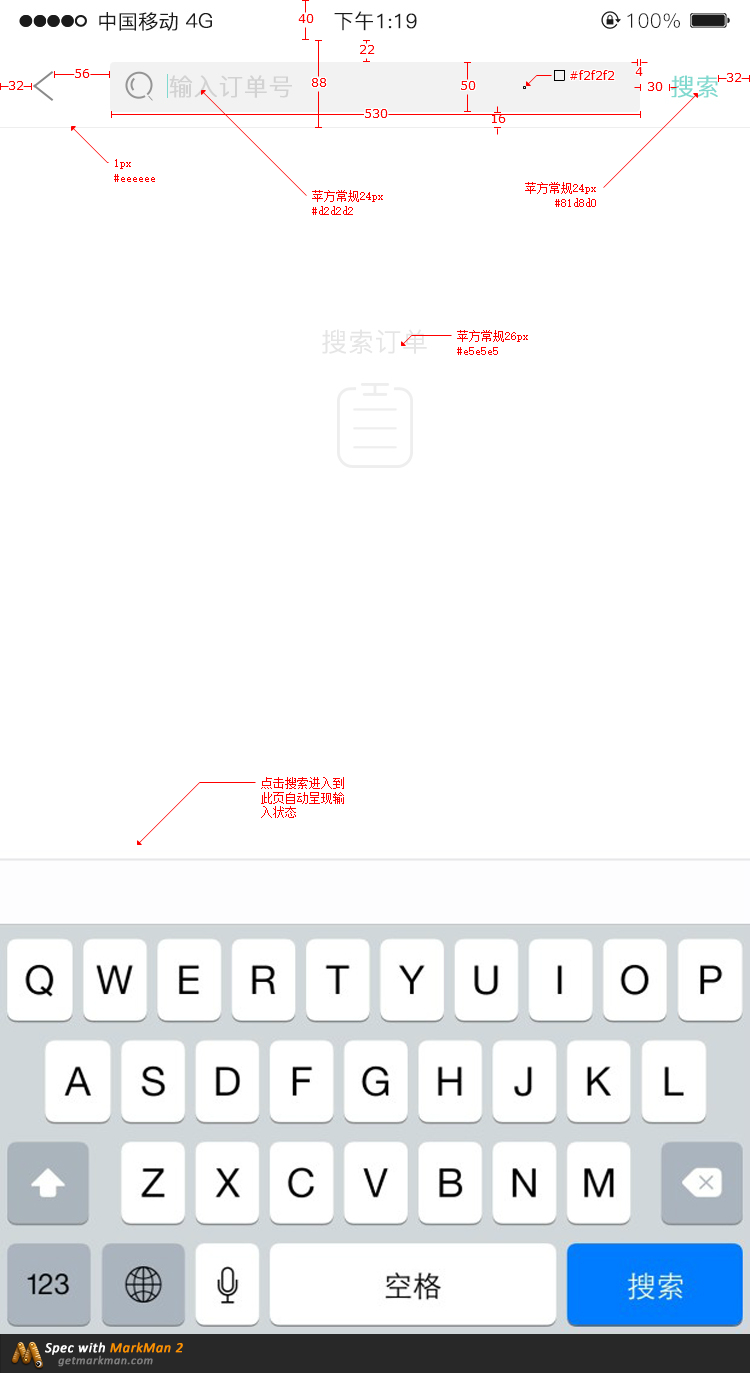 中国移动 4G 下午1:19 100%
40
22
32
56
输入订单号
88
50
#f2f2f2
4
30
搜索
32
530
16
1px
#eeeeee
苹方常规24px
#d2d2d2
苹方常规24px
#81d8d0
搜索订单
苹方常规26px
#e5e5e5
点击搜索进入到
此页自动呈现输
入状态
Q W E R T Y U I O P
A S D F G H J K L
Z X C V B N M
123 空格 搜索
Spec with MarkMan 2
getmarkman.com